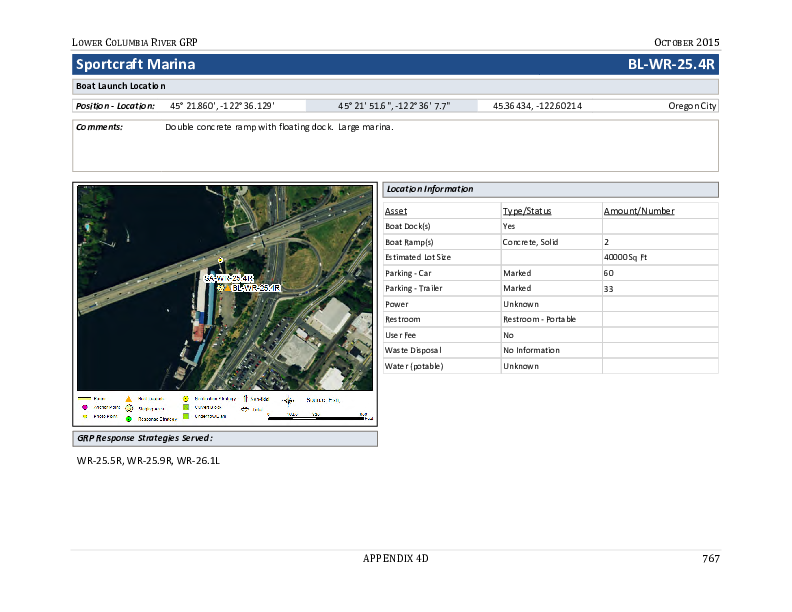 LOWER COLUMBIA RIVER GRP OCTOBER 2015
Sportcraft Marina BL-WR-25.4R
Boat Launch Location
Position - Location: 45° 21.860', -122° 36.129' 45° 21' 51.6 ", -122° 36' 7.7" 45.36434, -122.60214 Oregon City
Comments: Double concrete ramp with floating dock. Large marina.
Location Information
Asset Type/Status Amount/Number
Boat Dock(s) Yes
Boat Ramp(s) Concrete, Solid 2
Estimated Lot Size 40000 Sq Ft
Parking - Car Marked 60
Parking - Trailer Marked 33
Power Unknown
Restroom Restroom - Portable
User Fee No
Waste Disposal No Information
Water (potable) Unknown
SA-WR-25.4R
BL-WR-25.4R
GRP Response Strategies Served:
WR-25.5R, WR-25.9R, WR-26.1L
APPENDIX 4D 767